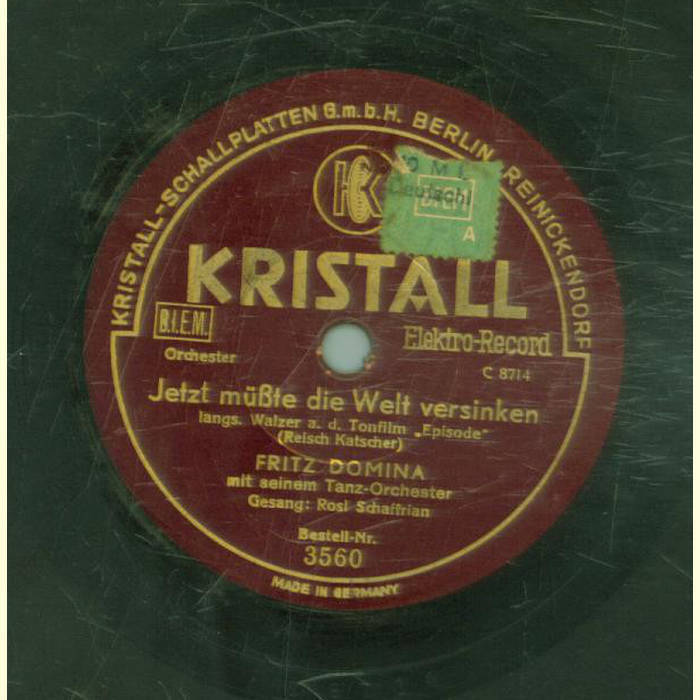 KRISTALL-SCHALLPLATTEN G.m.b.H. BERLIN-REINICKENDORF
K
M I.
Deutschl
A
KRISTALL
B.I.E.M.
Elektro-Record
Orchester
C 8714
Jetzt müßte die Welt versinken
langs. Walzer a. d. Tonfilm „Episode“
(Reisch Katscher)
FRITZ DOMINA
mit seinem Tanz-Orchester
Gesang: Rosl Schaffrian
Bestell-Nr.
3560
MADE IN GERMANY